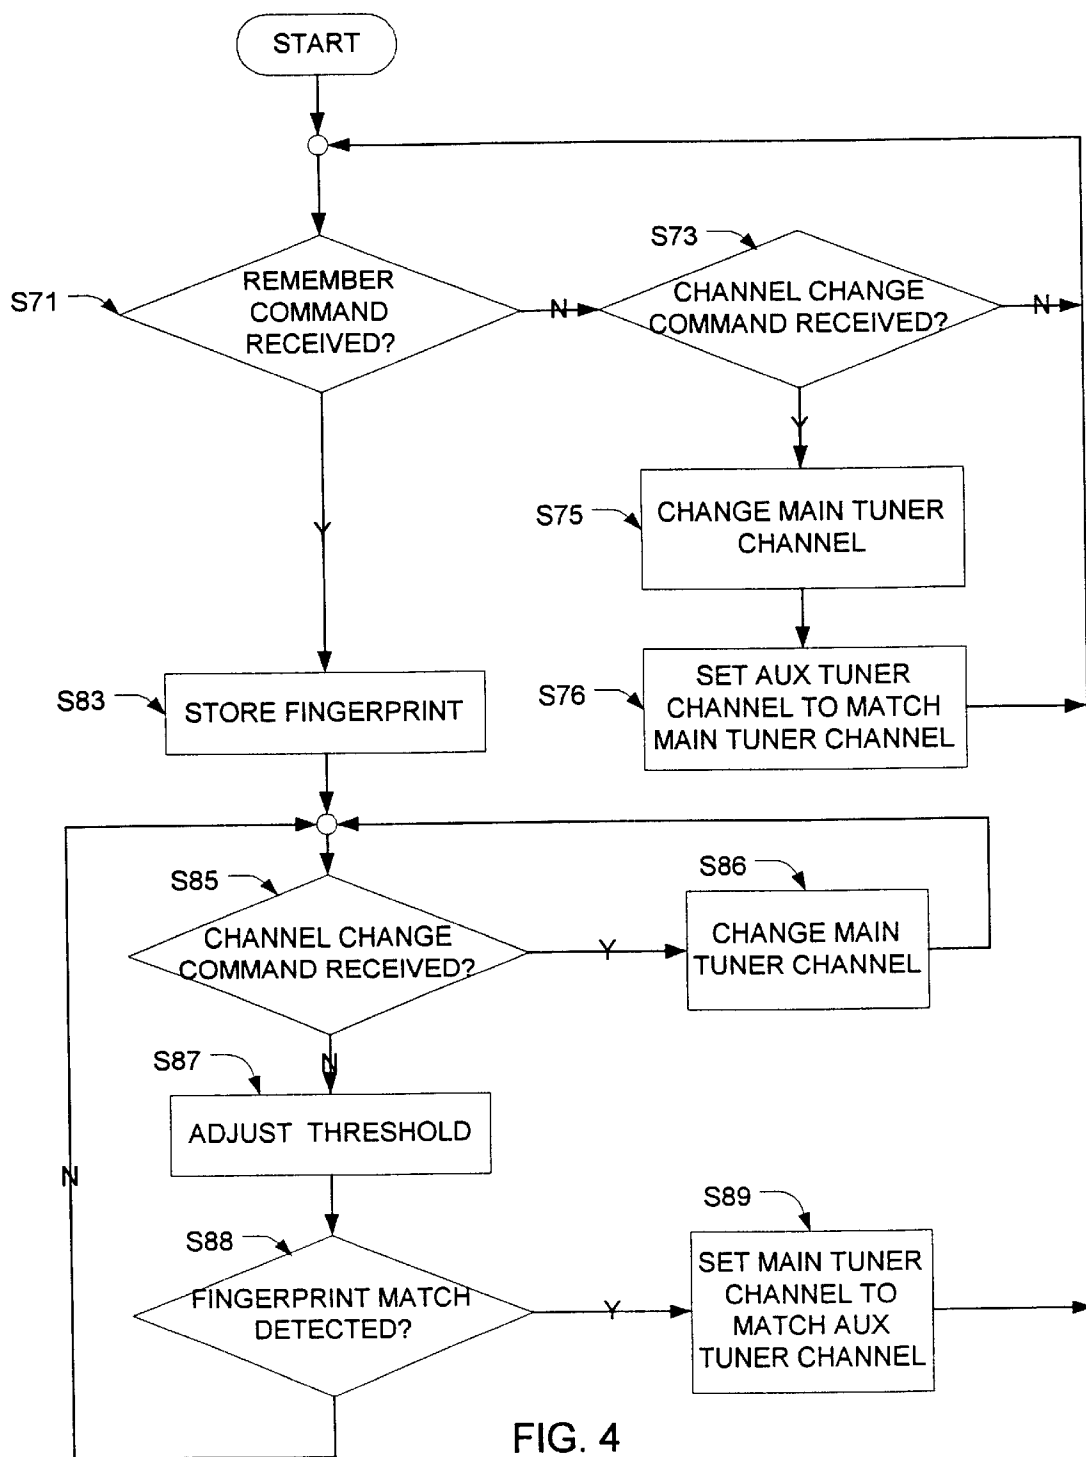 START
S71
REMEMBER
COMMAND
RECEIVED?
N
S73
CHANNEL CHANGE
COMMAND RECEIVED?
N
Y
Y
S75
CHANGE MAIN TUNER
CHANNEL
S76
SET AUX TUNER
CHANNEL TO MATCH
MAIN TUNER CHANNEL
S83
STORE FINGERPRINT
S85
CHANNEL CHANGE
COMMAND RECEIVED?
Y
S86
CHANGE MAIN
TUNER CHANNEL
N
S87
ADJUST THRESHOLD
N
S88
FINGERPRINT MATCH
DETECTED?
Y
S89
SET MAIN TUNER
CHANNEL TO
MATCH AUX
TUNER CHANNEL
FIG. 4